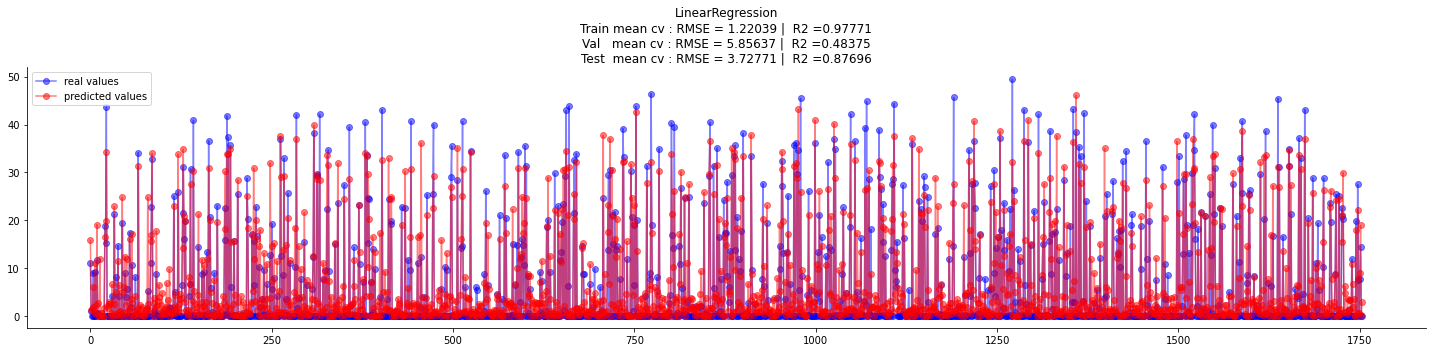 LinearRegression
Train mean cv : RMSE = 1.22039 |  R2 =0.97771
Val   mean cv : RMSE = 5.85637 |  R2 =0.48375
Test  mean cv : RMSE = 3.72771 |  R2 =0.87696
real values
predicted values
50
40
30
20
10
0
0 250 500 750 1000 1250 1500 1750